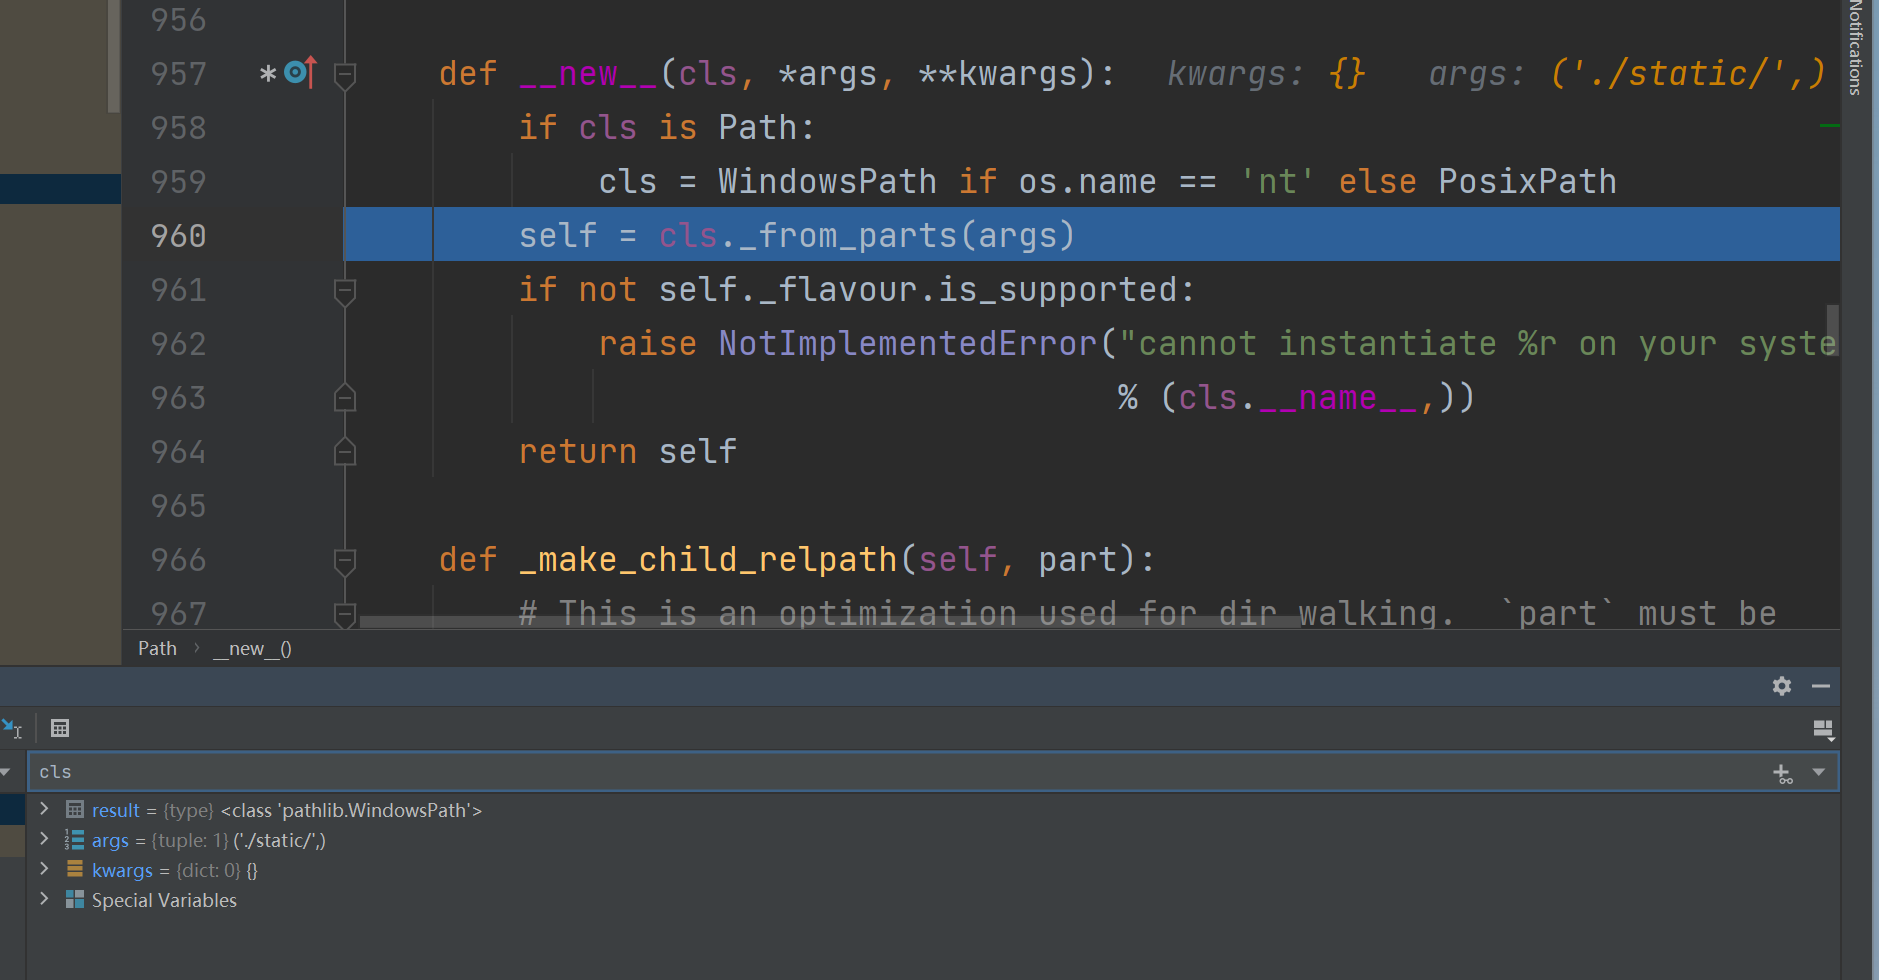 956
957 def __new__(cls, *args, **kwargs): kwargs: {} args: ('./static/',)
958 if cls is Path:
959 cls = WindowsPath if os.name == 'nt' else PosixPath
960 self = cls._from_parts(args)
961 if not self._flavour.is_supported:
962 raise NotImplementedError("cannot instantiate %r on your syste
963 % (cls.__name__,))
964 return self
965
966 def _make_child_relpath(self, part):
967 # This is an optimization used for dir walking. `part` must be
Notifications
Path › __new__()
cls
result = {type} <class 'pathlib.WindowsPath'>
args = {tuple: 1} ('./static/',)
kwargs = {dict: 0} {}
Special Variables